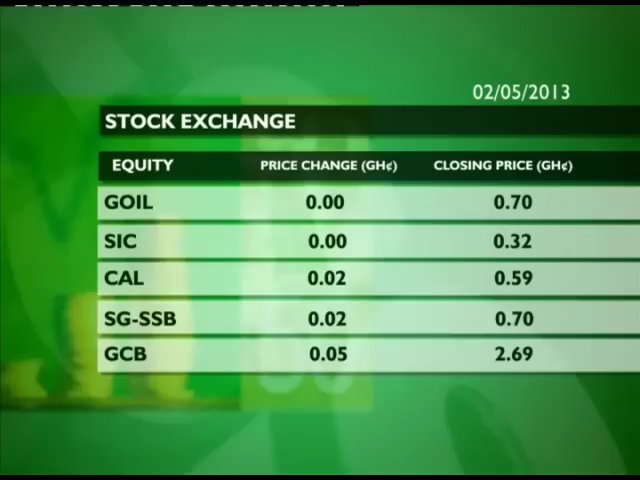 02/05/2013
STOCK EXCHANGE
EQUITY PRICE CHANGE (GH¢) CLOSING PRICE (GH¢)
GOIL 0.00 0.70
SIC 0.00 0.32
CAL 0.02 0.59
SG-SSB 0.02 0.70
GCB 0.05 2.69